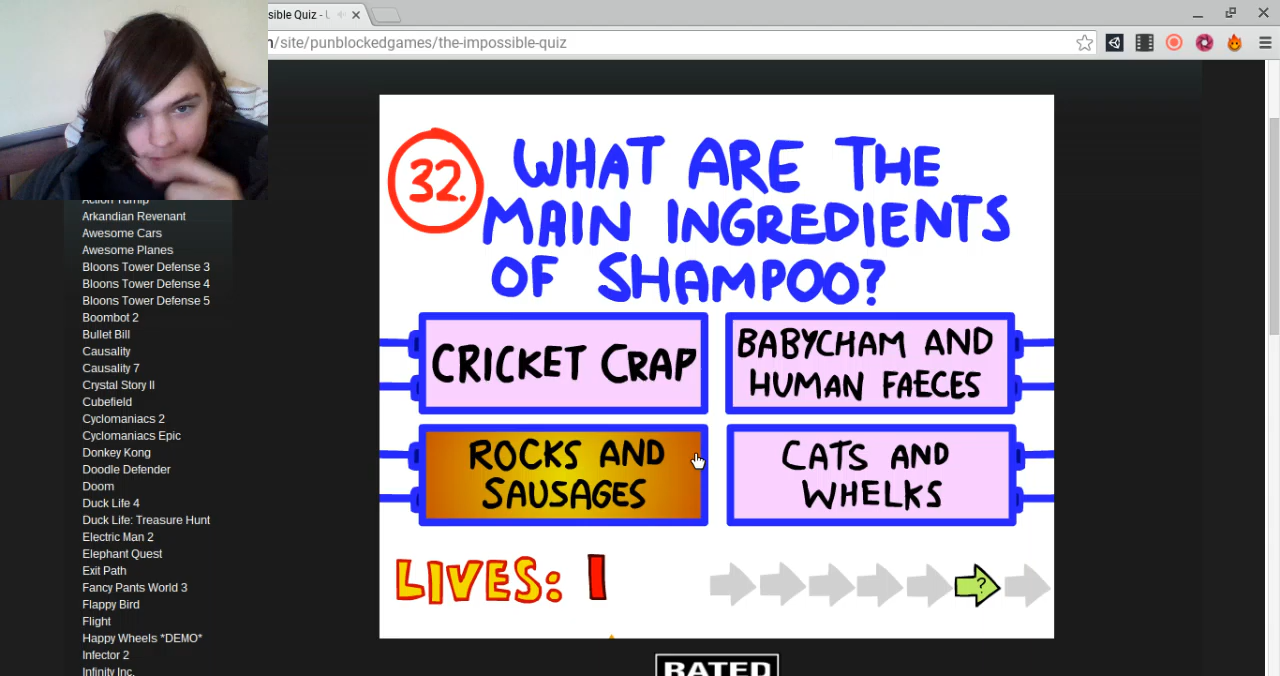 sible Quiz - U
/site/punblockedgames/the-impossible-quiz
Arkandian Revenant
Awesome Cars
Awesome Planes
Bloons Tower Defense 3
Bloons Tower Defense 4
Bloons Tower Defense 5
Boombot 2
Bullet Bill
Causality
Causality 7
Crystal Story II
Cubefield
Cyclomaniacs 2
Cyclomaniacs Epic
Donkey Kong
Doodle Defender
Doom
Duck Life 4
Duck Life: Treasure Hunt
Electric Man 2
Elephant Quest
Exit Path
Fancy Pants World 3
Flappy Bird
Flight
Happy Wheels *DEMO*
Infector 2
Infinity Inc.
32.
WHAT ARE THE
MAIN INGREDIENTS
OF SHAMPOO?
CRICKET CRAP
BABYCHAM AND
HUMAN FAECES
ROCKS AND
SAUSAGES
CATS AND
WHELKS
LIVES: 1
?
RATED